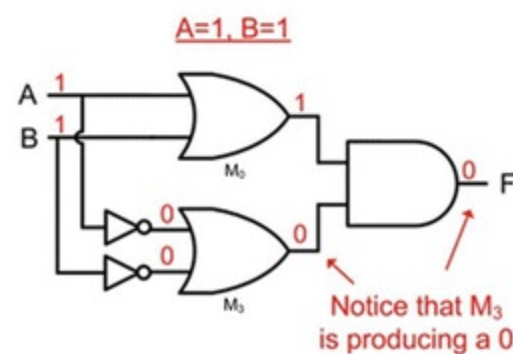 A=1, B=1
A 1
1
B 1
M₀
0
0
0
F
0
M₃
Notice that M₃
is producing a 0